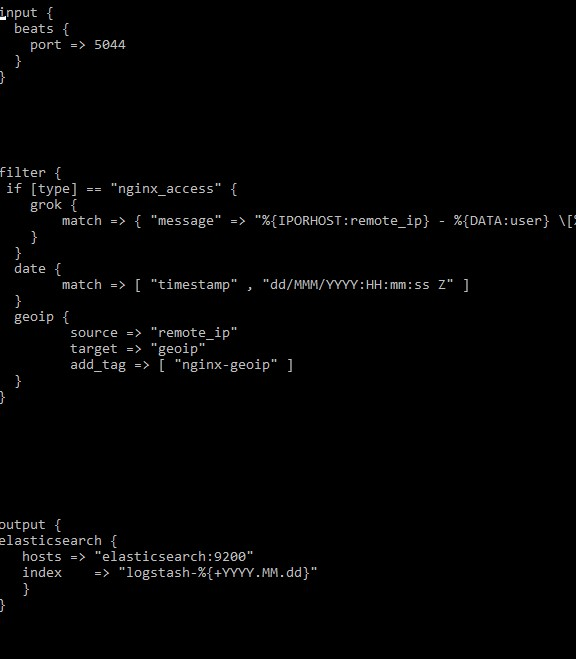 input {
  beats {
    port => 5044
  }
}
filter {
 if [type] == "nginx_access" {
    grok {
        match => { "message" => "%{IPORHOST:remote_ip} - %{DATA:user} \[%
    }
  }
  date {
        match => [ "timestamp" , "dd/MMM/YYYY:HH:mm:ss Z" ]
  }
  geoip {
         source => "remote_ip"
         target => "geoip"
         add_tag => [ "nginx-geoip" ]
  }
}
output {
elasticsearch {
   hosts => "elasticsearch:9200"
   index    => "logstash-%{+YYYY.MM.dd}"
   }
}